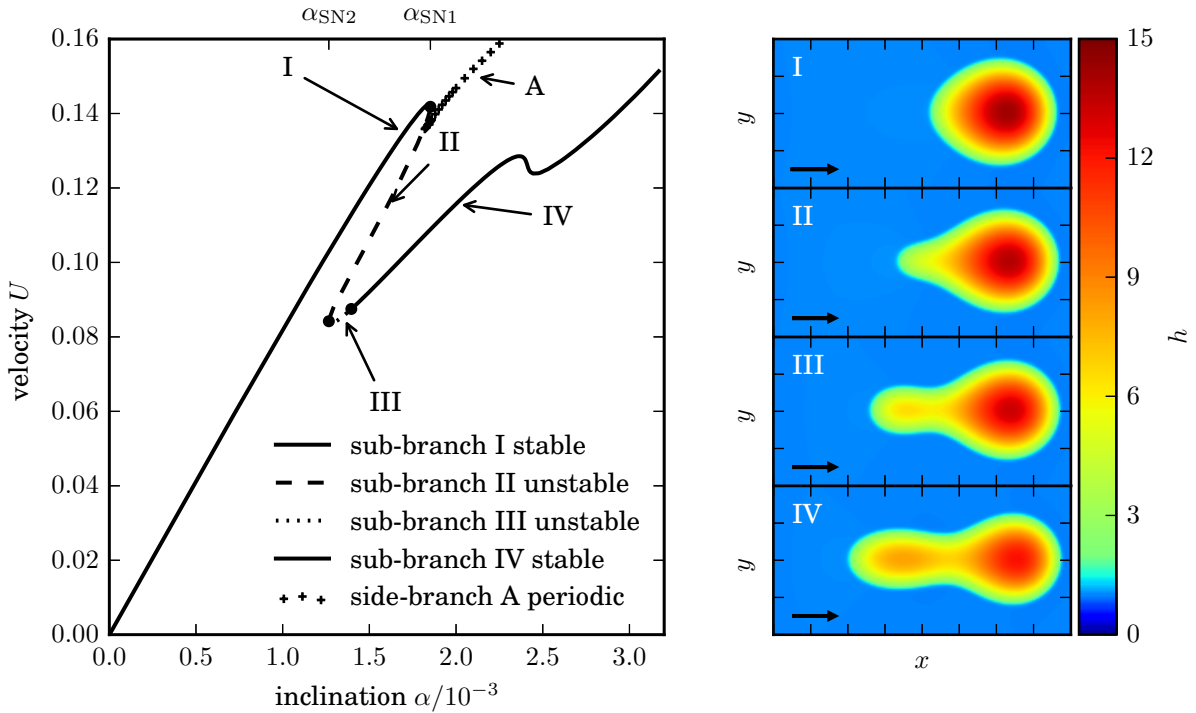 α_SN2 α_SN1
0.16
0.14
0.12
0.10
0.08
0.06
0.04
0.02
0.00
velocity U
I
A
II
IV
III
sub-branch I stable
sub-branch II unstable
sub-branch III unstable
sub-branch IV stable
side-branch A periodic
0.0 0.5 1.0 1.5 2.0 2.5 3.0
inclination α/10⁻³
I
y
II
y
III
y
IV
y
x
15
12
9
6
3
0
h